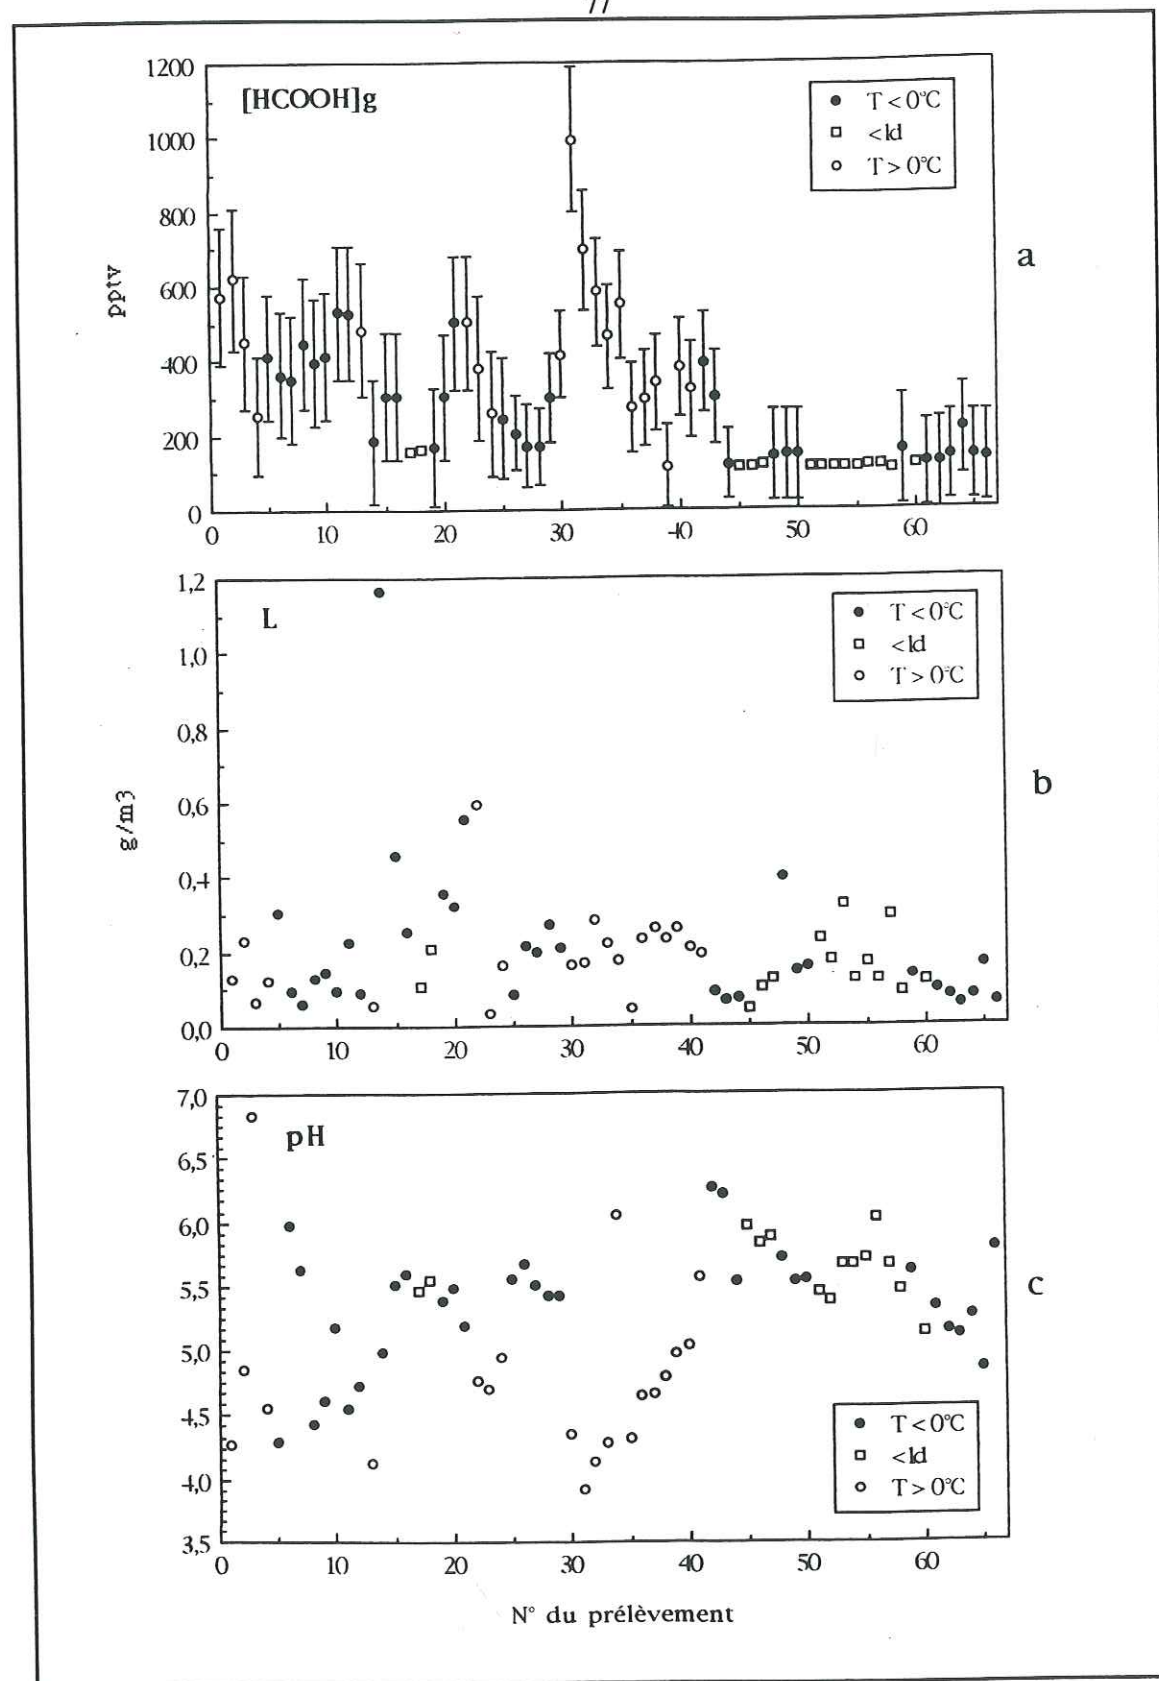 77
1200
1000
800
600
400
200
0
[HCOOH]g
T < 0°C
<ld
T > 0°C
pptv
a
0 10 20 30 40 50 60
1,2
1,0
0,8
0,6
0,4
0,2
0,0
L
T < 0°C
<ld
T > 0°C
g/m3
b
0 10 20 30 40 50 60
7,0
6,5
6,0
5,5
5,0
4,5
4,0
3,5
pH
c
T < 0°C
<ld
T > 0°C
0 10 20 30 40 50 60
N° du prélèvement